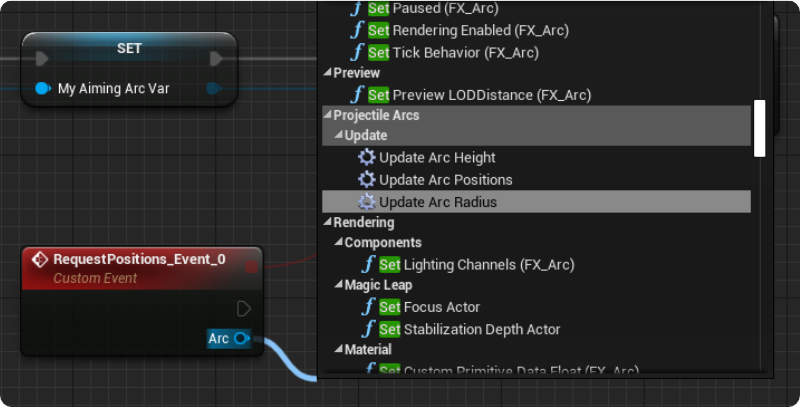 SET
My Aiming Arc Var
RequestPositions_Event_0
Custom Event
Arc
Set Paused (FX_Arc)
Set Rendering Enabled (FX_Arc)
Set Tick Behavior (FX_Arc)
Preview
Set Preview LODDistance (FX_Arc)
Projectile Arcs
Update
Update Arc Height
Update Arc Positions
Update Arc Radius
Rendering
Components
Set Lighting Channels (FX_Arc)
Magic Leap
Set Focus Actor
Set Stabilization Depth Actor
Material
Set Custom Primitive Data Float (FX_Arc)